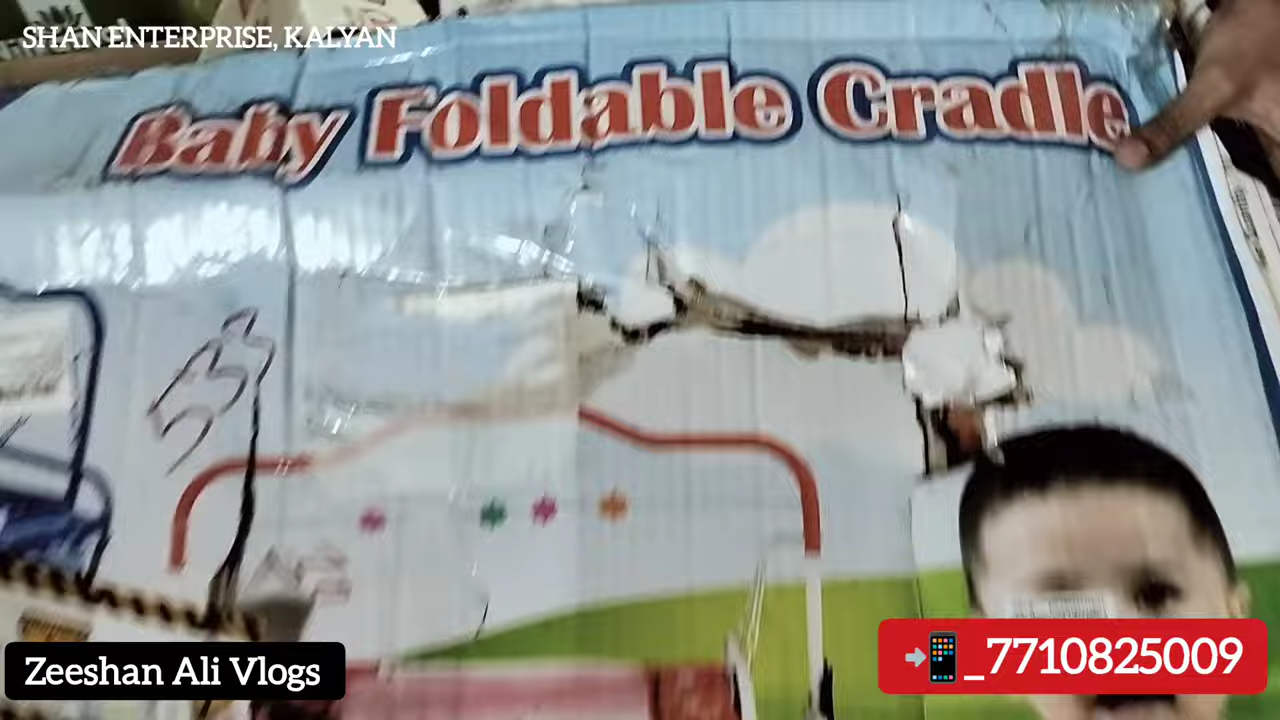 SHAN ENTERPRISE, KALYAN
Baby Foldable Cradle
Zeeshan Ali Vlogs
_7710825009